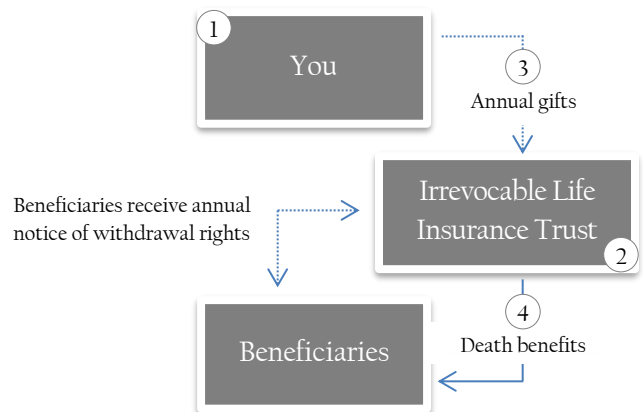 1
You
3
Annual gifts
Irrevocable Life
Insurance Trust
2
Beneficiaries receive annual
notice of withdrawal rights
4
Death benefits
Beneficiaries